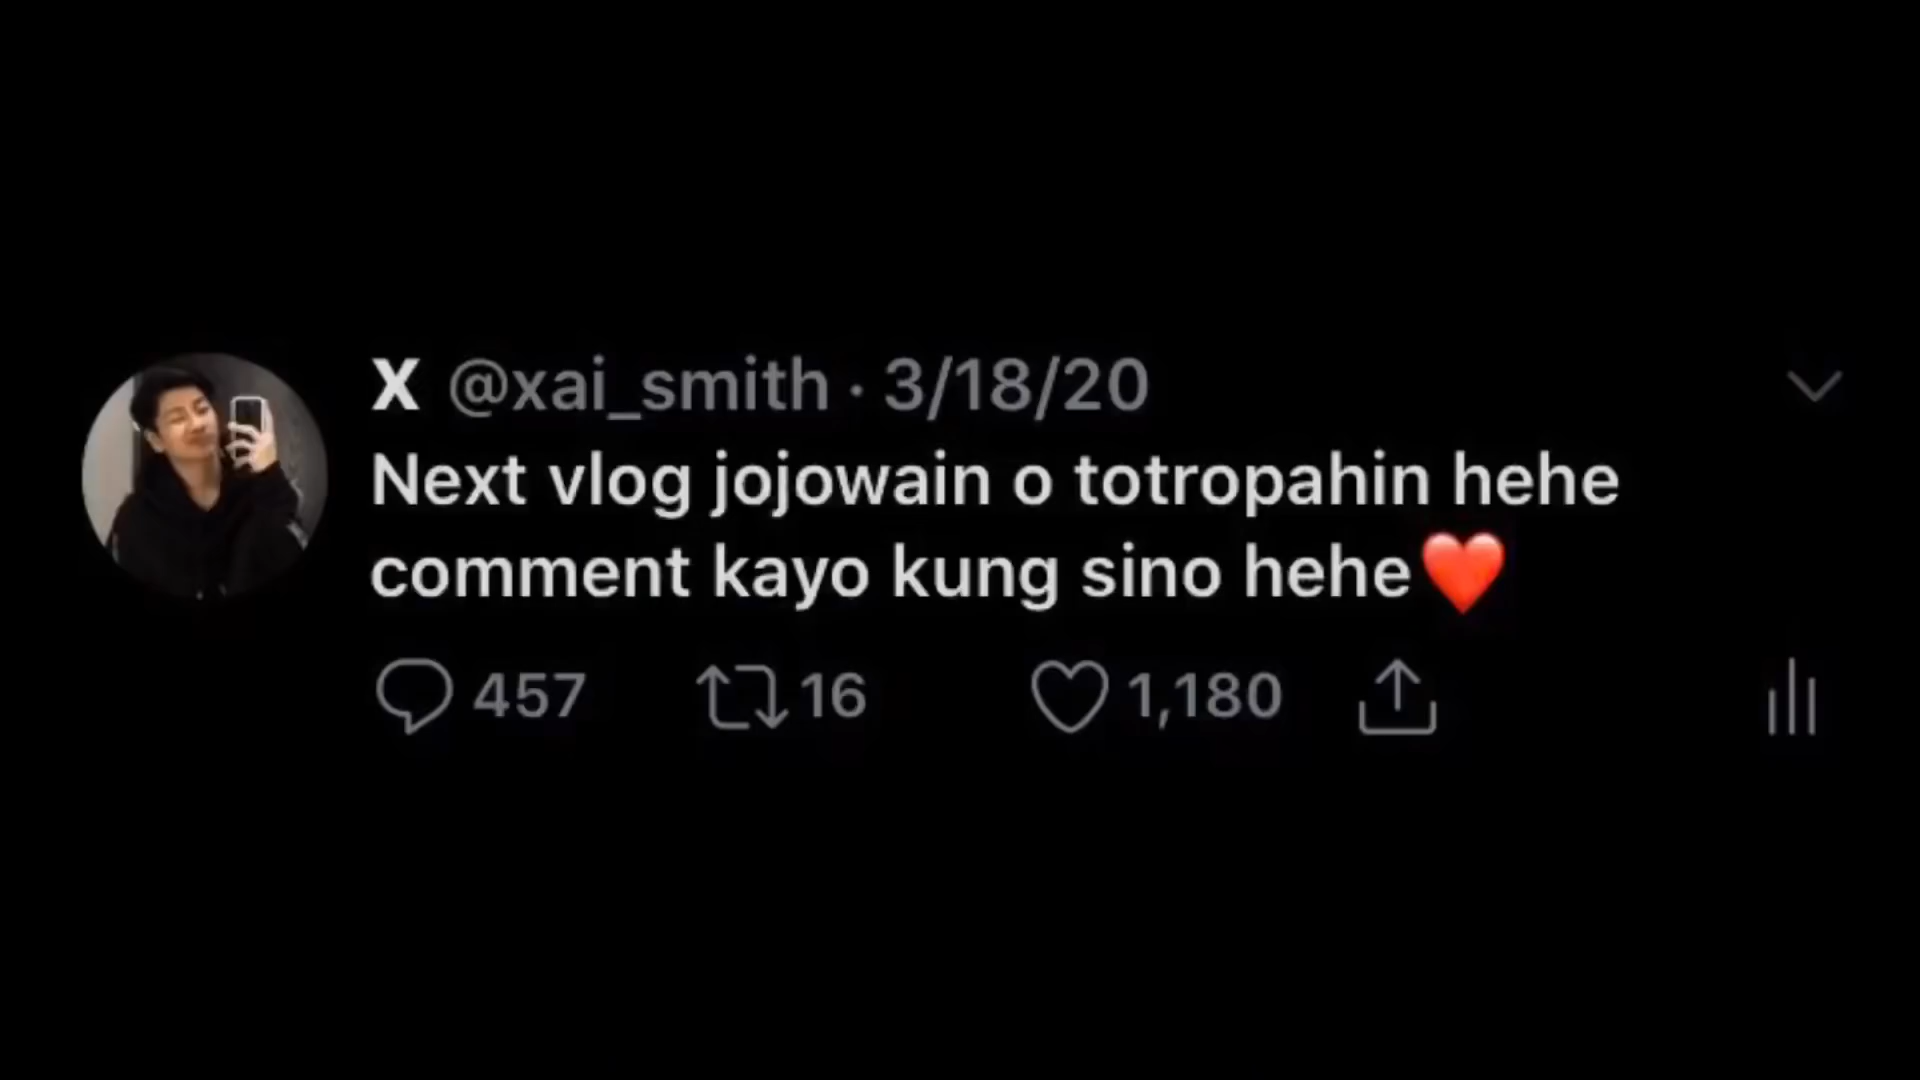 X @xai_smith · 3/18/20
Next vlog jojowain o totropahin hehe
comment kayo kung sino hehe❤️
457 16 1,180